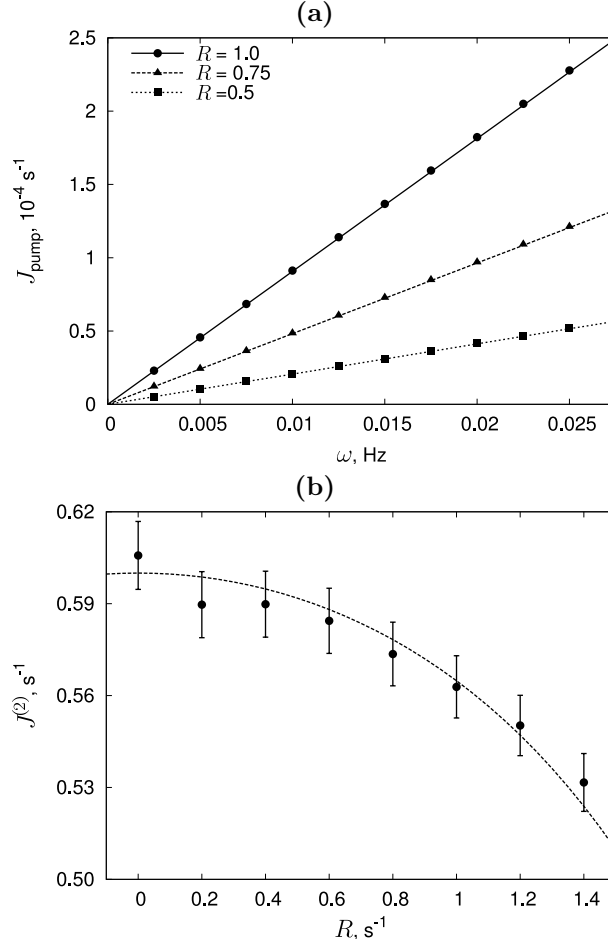 (a)
2.5
2
1.5
1
0.5
0
J_pump, 10^-4 s^-1
R = 1.0
R = 0.75
R =0.5
0 0.005 0.01 0.015 0.02 0.025
ω, Hz
(b)
0.62
0.59
0.56
0.53
0.50
J^(2), s^-1
0 0.2 0.4 0.6 0.8 1 1.2 1.4
R, s^-1